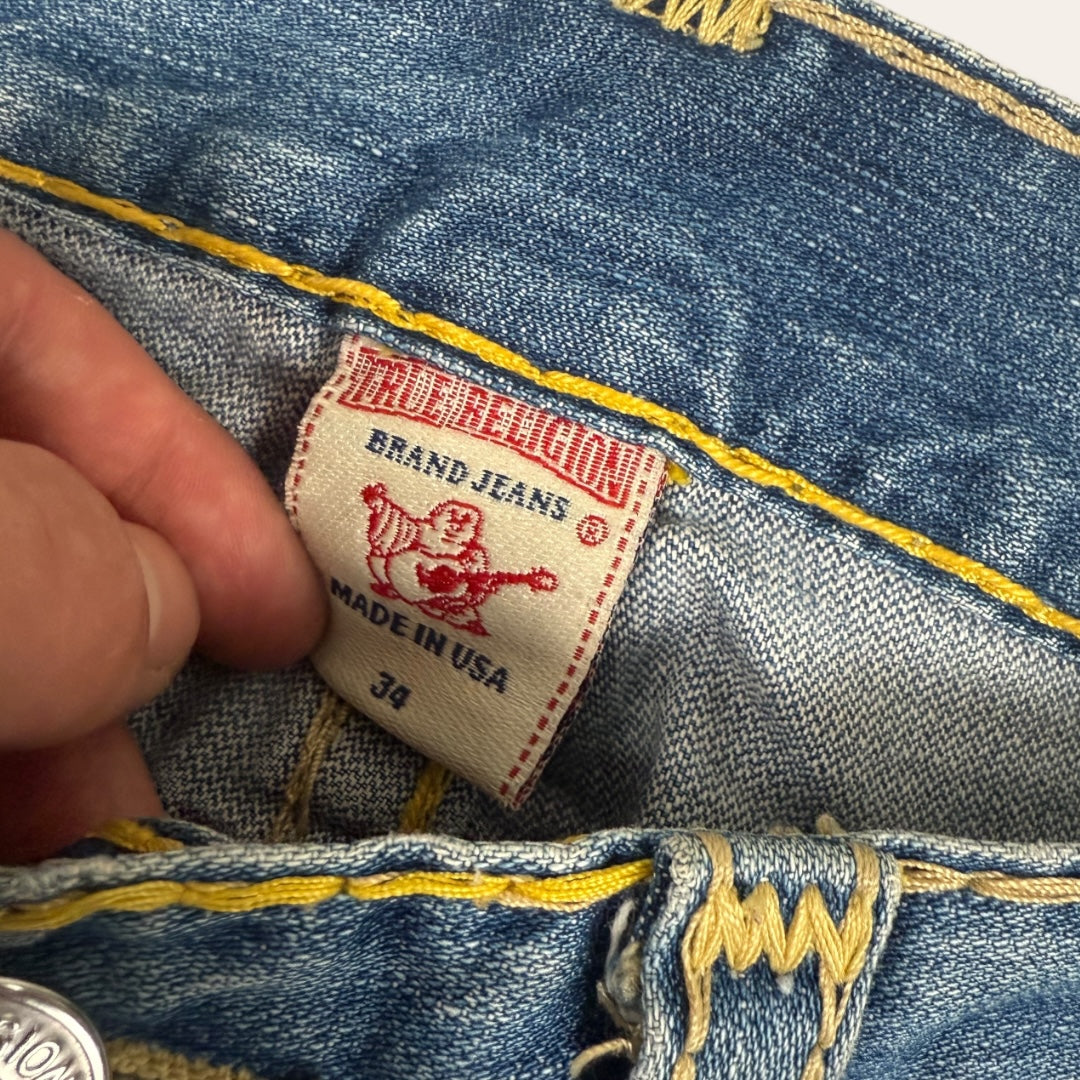 TRUE RELIGION
BRAND JEANS
®
MADE IN USA
34